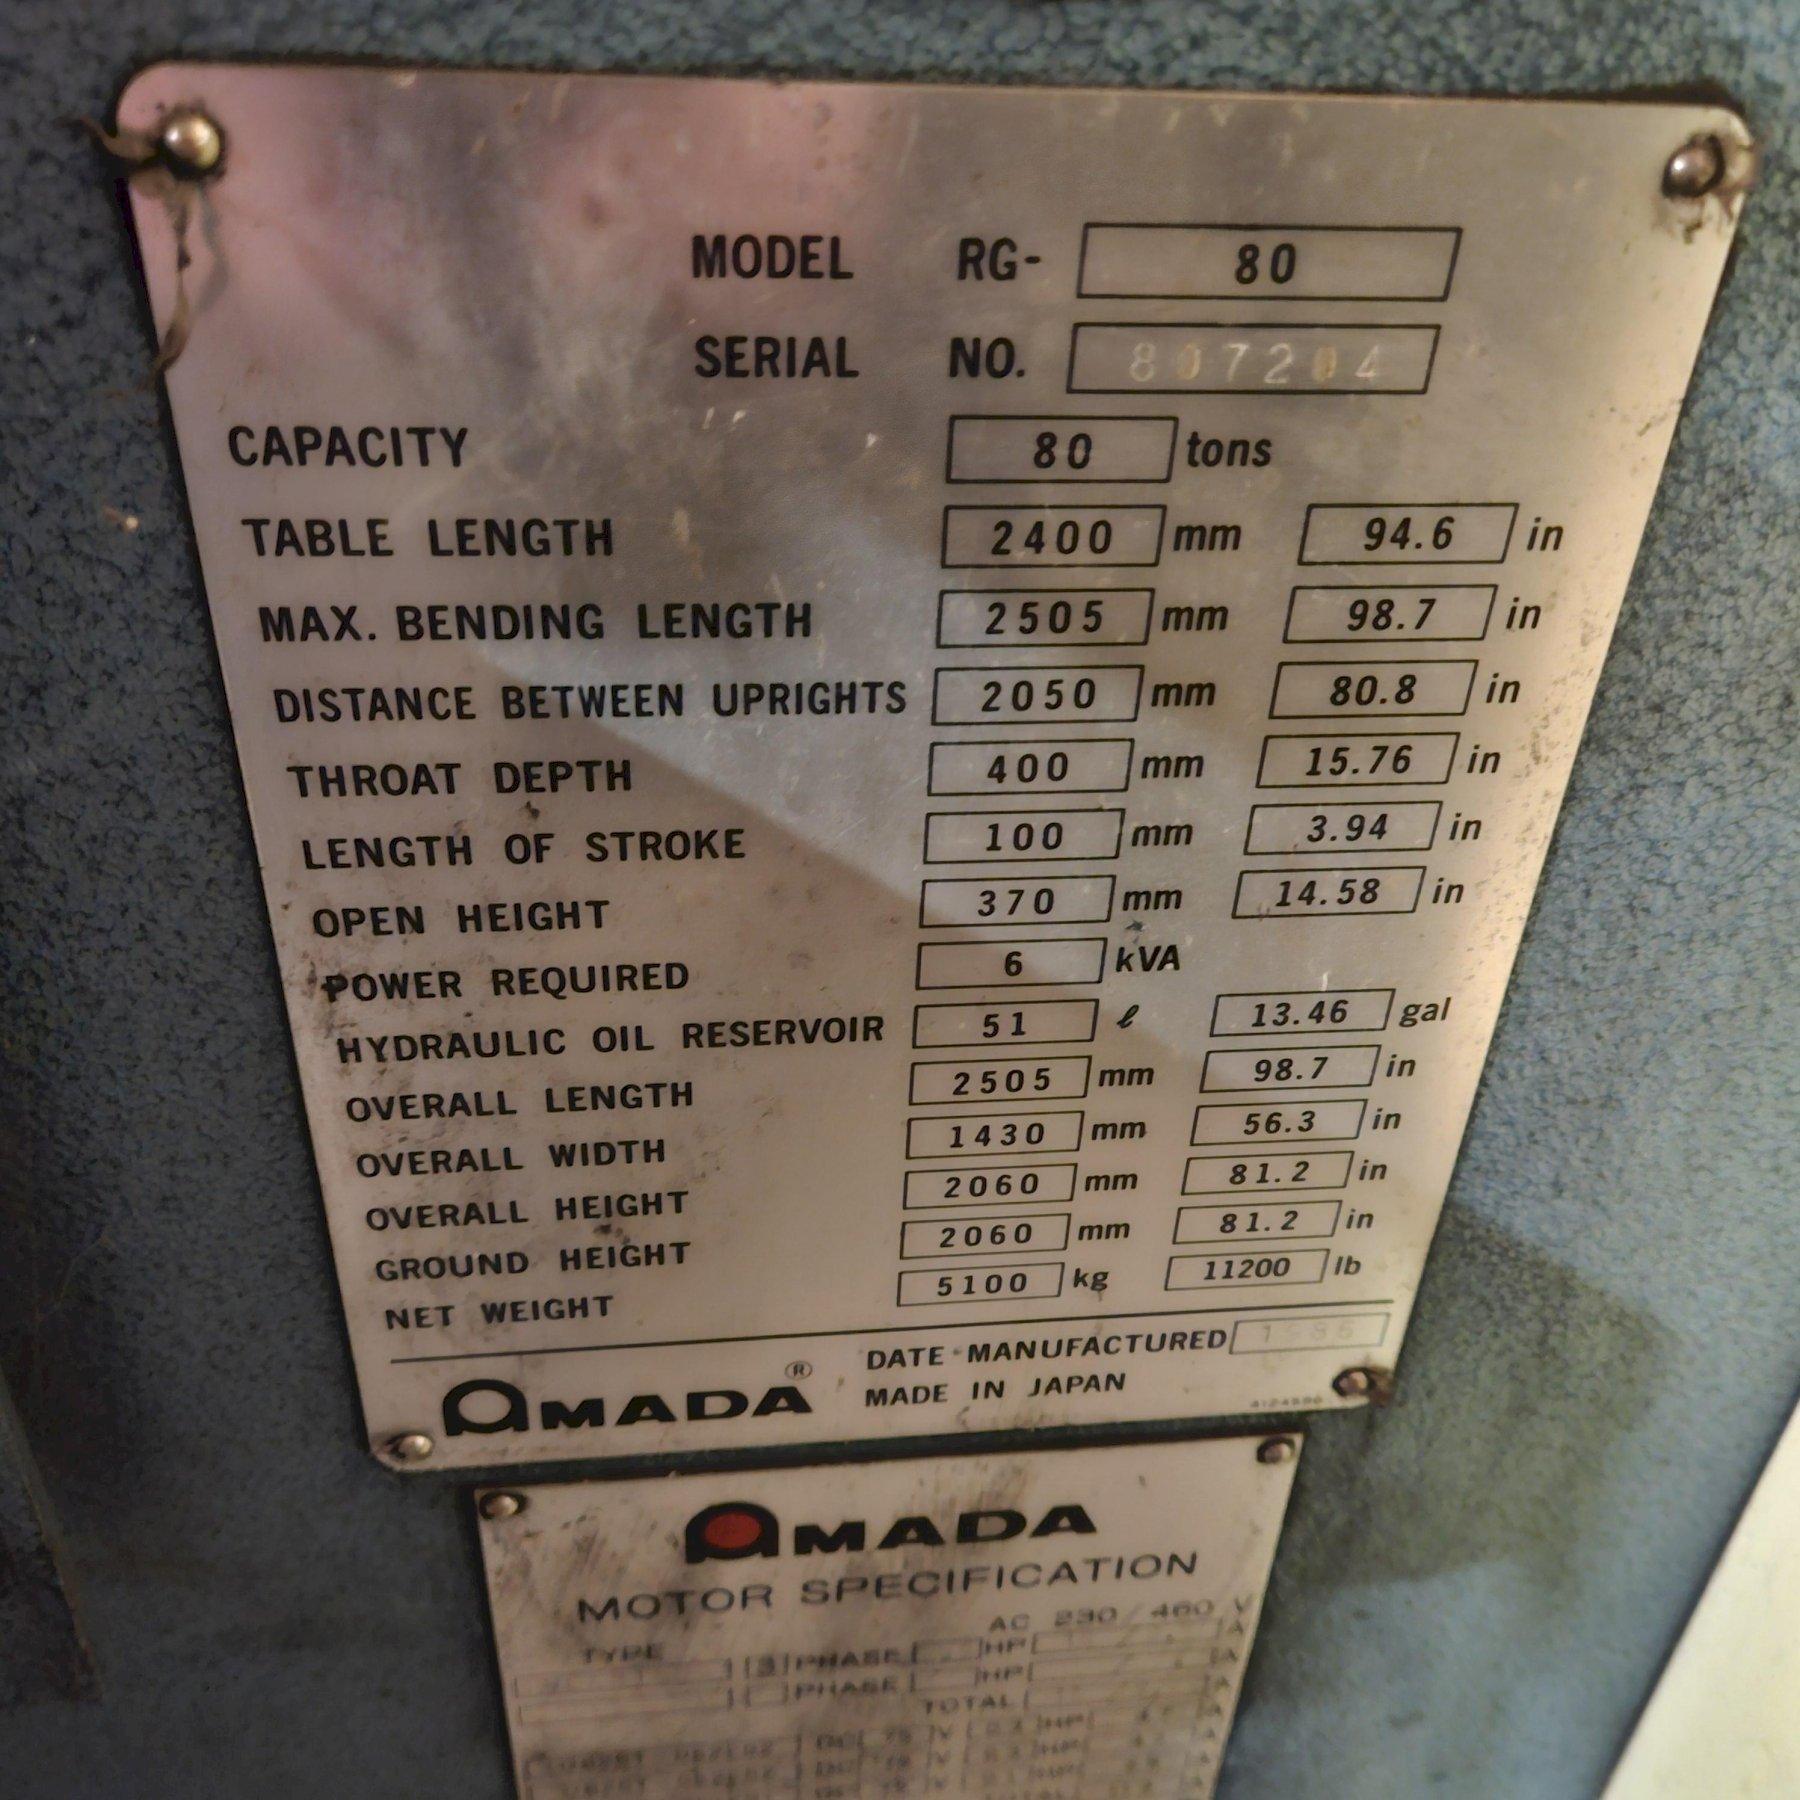 MODEL RG- 80
SERIAL NO. 807204
CAPACITY 80 tons
TABLE LENGTH 2400 mm 94.6 in
MAX. BENDING LENGTH 2505 mm 98.7 in
DISTANCE BETWEEN UPRIGHTS 2050 mm 80.8 in
THROAT DEPTH 400 mm 15.76 in
LENGTH OF STROKE 100 mm 3.94 in
OPEN HEIGHT 370 mm 14.58 in
POWER REQUIRED 6 kVA
HYDRAULIC OIL RESERVOIR 51 ℓ 13.46 gal
OVERALL LENGTH 2505 mm 98.7 in
OVERALL WIDTH 1430 mm 56.3 in
OVERALL HEIGHT 2060 mm 81.2 in
GROUND HEIGHT 2060 mm 81.2 in
NET WEIGHT 5100 kg 11200 lb
AMADA ® DATE MANUFACTURED
MADE IN JAPAN
AMADA
MOTOR SPECIFICATION
AC 230 / 460 V
TYPE PHASE HP A
PHASE HP A
TOTAL A